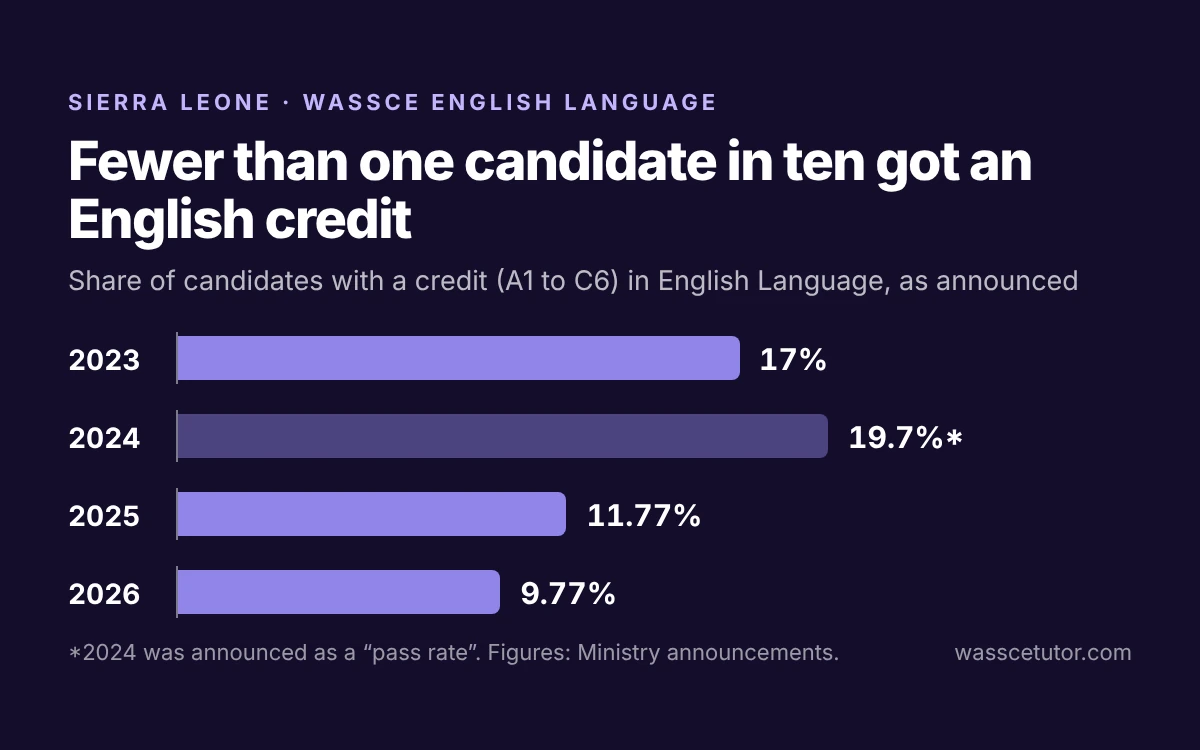 SIERRA LEONE · WASSCE ENGLISH LANGUAGE
Fewer than one candidate in ten got an
English credit
Share of candidates with a credit (A1 to C6) in English Language, as announced
2023 17%
2024 19.7%*
2025 11.77%
2026 9.77%
*2024 was announced as a “pass rate”. Figures: Ministry announcements. wasscetutor.com